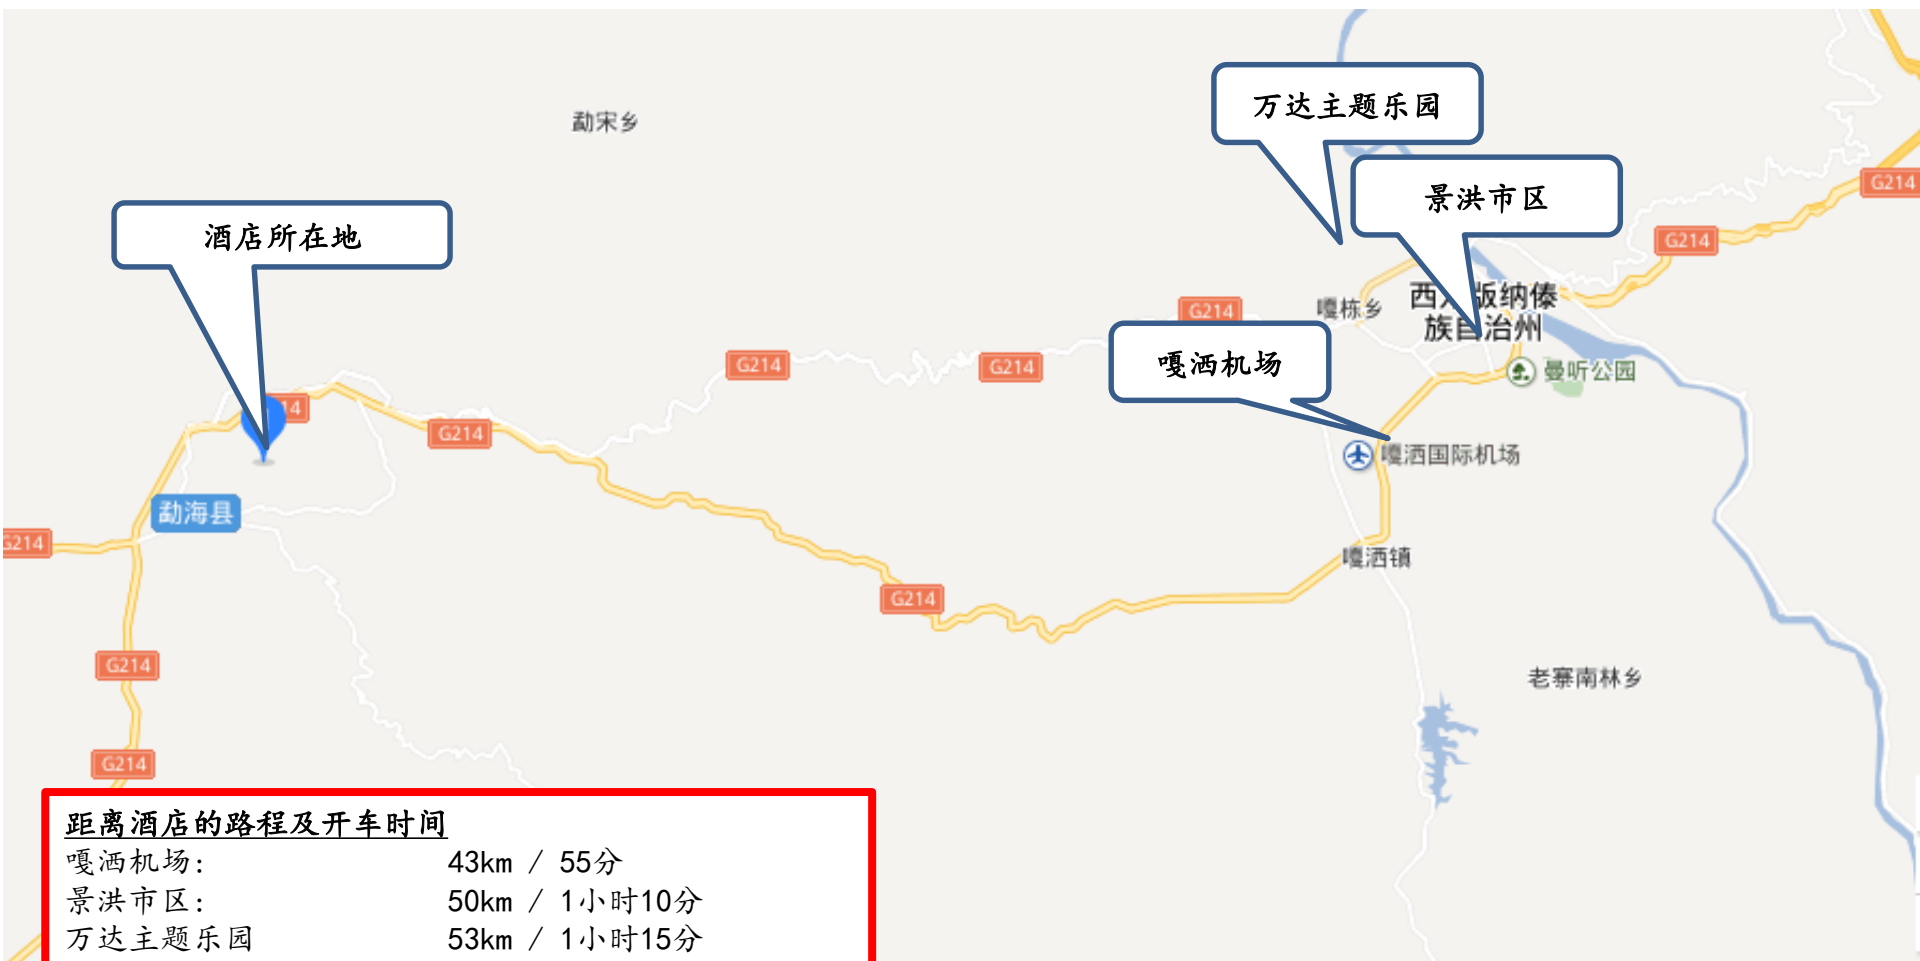 勐宋乡
万达主题乐园
景洪市区
G214
酒店所在地
G214
G214
嘎栋乡
西双版纳傣
族自治州
嘎洒机场
G214
G214
曼听公园
14
G214
嘎洒国际机场
勐海县
G214
嘎洒镇
G214
G214
老寨南林乡
G214
距离酒店的路程及开车时间
嘎洒机场: 43km / 55分
景洪市区: 50km / 1小时10分
万达主题乐园 53km / 1小时15分